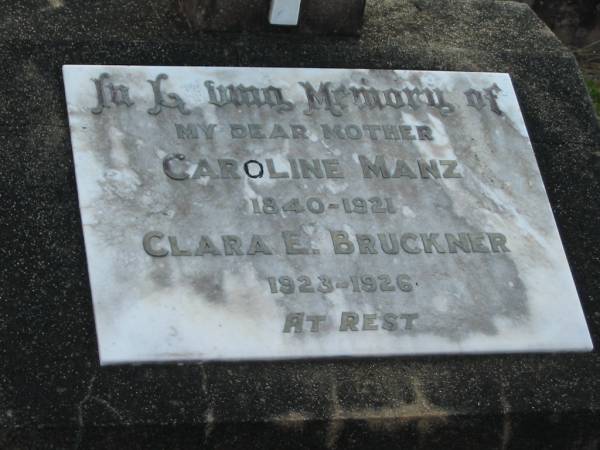 In Loving Memory of
MY DEAR MOTHER
CAROLINE MANZ
1840-1921
CLARA E. BRUCKNER
1923-1926
AT REST